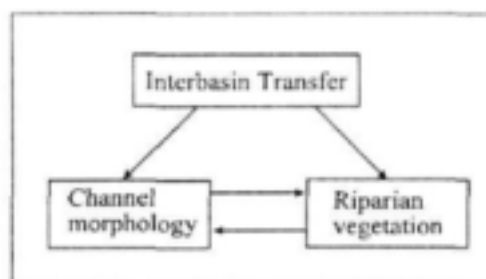 Interbasin Transfer
Channel
morphology
Riparian
vegetation